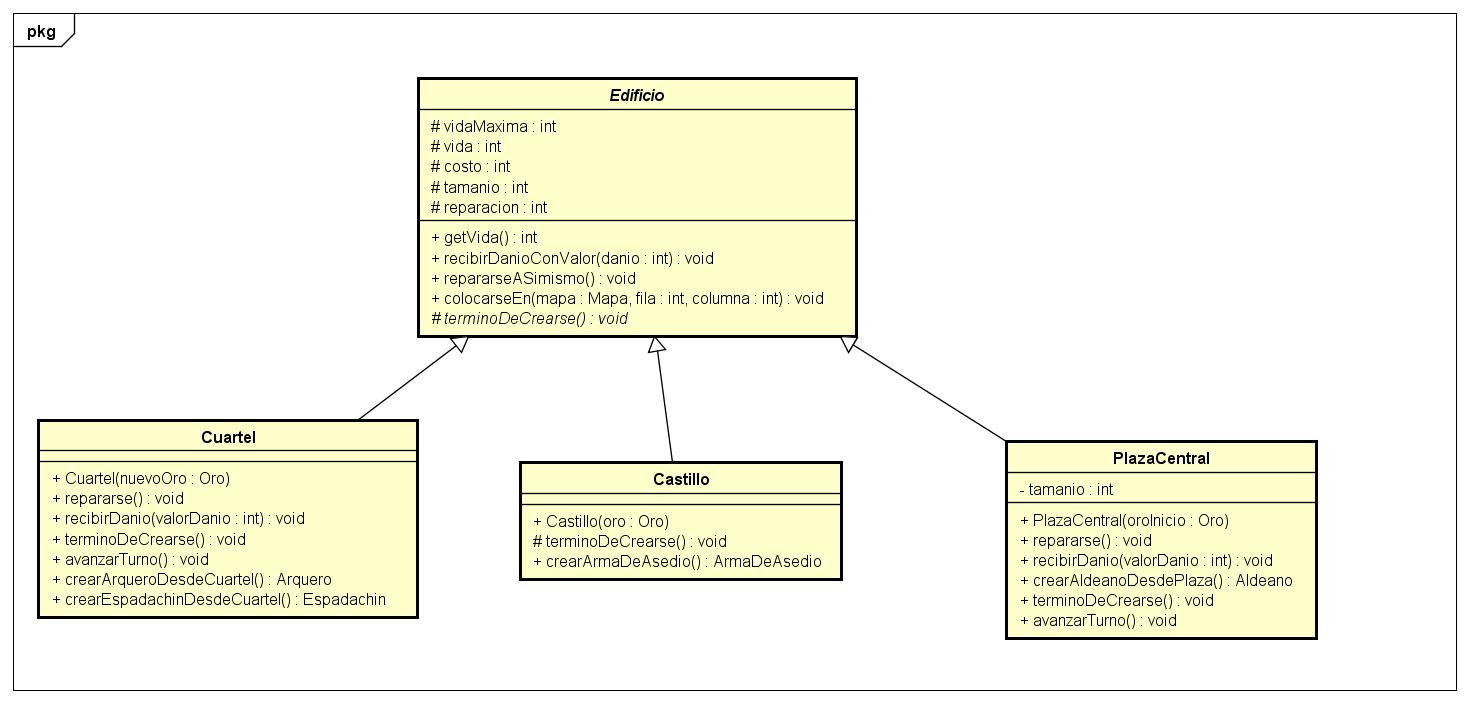 pkg
Edificio
# vidaMaxima : int
# vida : int
# costo : int
# tamanio : int
# reparacion : int
+ getVida() : int
+ recibirDanioConValor(danio : int) : void
+ repararseASimismo() : void
+ colocarseEn(mapa : Mapa, fila : int, columna : int) : void
# terminoDeCrearse() : void
Cuartel
+ Cuartel(nuevoOro : Oro)
+ repararse() : void
+ recibirDanio(valorDanio : int) : void
+ terminoDeCrearse() : void
+ avanzarTurno() : void
+ crearArqueroDesdeCuartel() : Arquero
+ crearEspadachinDesdeCuartel() : Espadachin
Castillo
+ Castillo(oro : Oro)
# terminoDeCrearse() : void
+ crearArmaDeAsedio() : ArmaDeAsedio
PlazaCentral
- tamanio : int
+ PlazaCentral(oroInicio : Oro)
+ repararse() : void
+ recibirDanio(valorDanio : int) : void
+ crearAldeanoDesdePlaza() : Aldeano
+ terminoDeCrearse() : void
+ avanzarTurno() : void